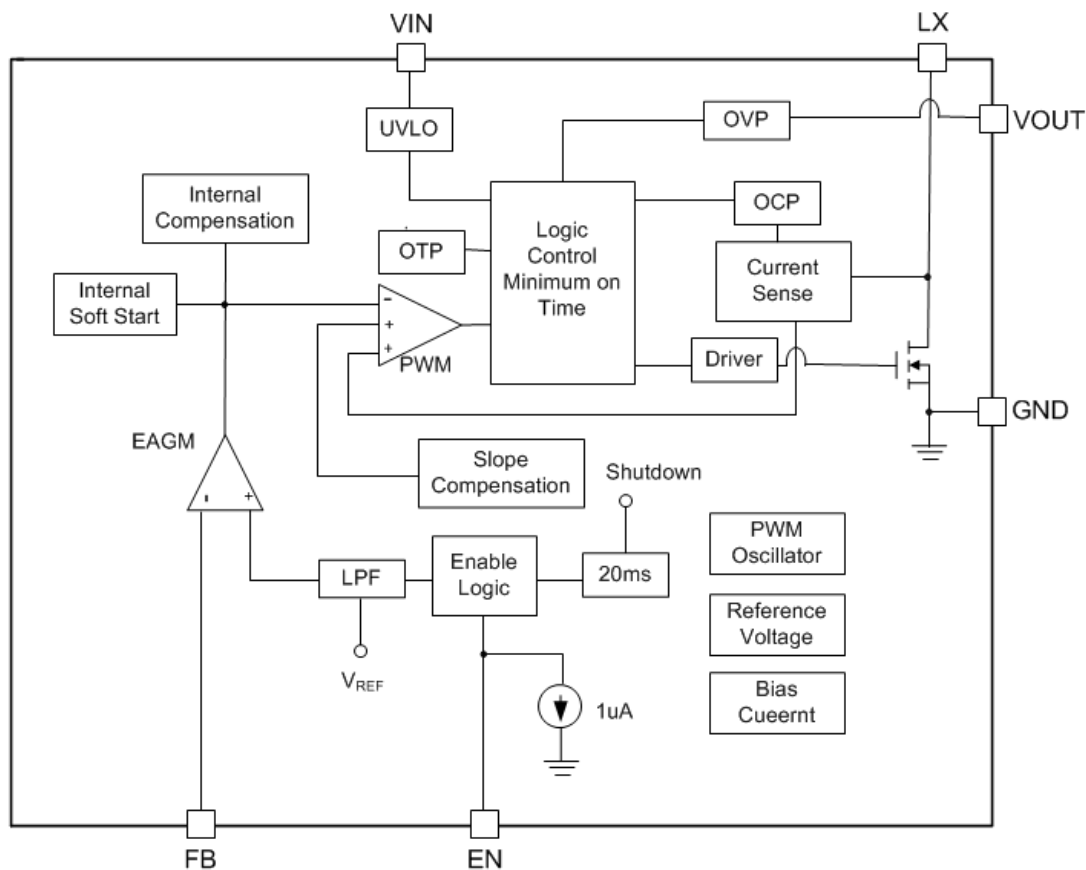 VIN
LX
UVLO
OVP
VOUT
Internal
Compensation
OTP
Logic
Control
Minimum on
Time
OCP
Current
Sense
Internal
Soft Start
-
+
+
PWM
Driver
GND
EAGM
- +
Slope
Compensation
Shutdown
LPF
Enable
Logic
20ms
PWM
Oscillator
VREF
1uA
Reference
Voltage
Bias
Cueernt
FB
EN